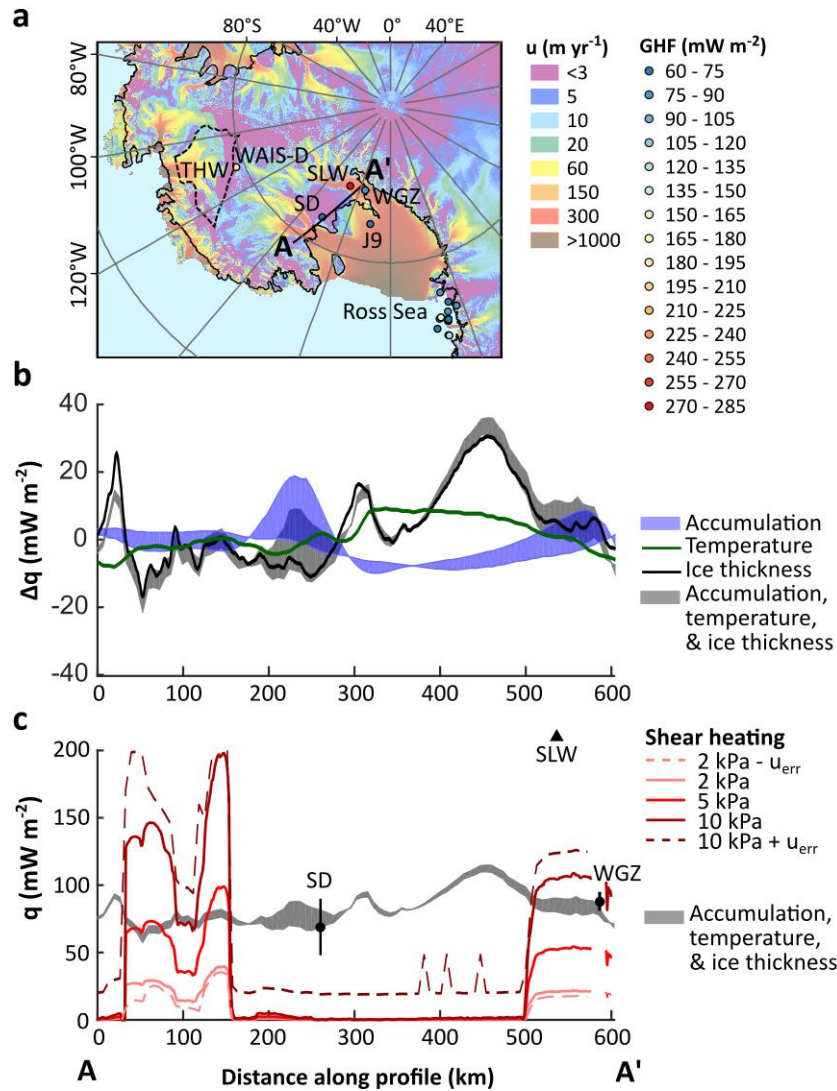 a
80°S
0°
40°E
80°W
100°W
120°W
THW
WAIS-D
SLW
A'
WGZ
SD
J9
A
Ross Sea
u (m yr⁻¹)
<3
5
10
20
60
150
300
>1000
GHF (mW m⁻²)
60 - 75
75 - 90
90 - 105
105 - 120
120 - 135
135 - 150
150 - 165
165 - 180
180 - 195
195 - 210
210 - 225
225 - 240
240 - 255
255 - 270
270 - 285
b
Δq (mW m⁻²)
40
20
0
-20
-40
0 100 200 300 400 500 600
Accumulation
Temperature
Ice thickness
Accumulation,
temperature,
& ice thickness
c
q (mW m⁻²)
200
150
100
50
0
SLW
SD
WGZ
0 100 200 300 400 500 600
A Distance along profile (km) A'
Shear heating
2 kPa - uₑᵣᵣ
2 kPa
5 kPa
10 kPa
10 kPa + uₑᵣᵣ
Accumulation,
temperature,
& ice thickness